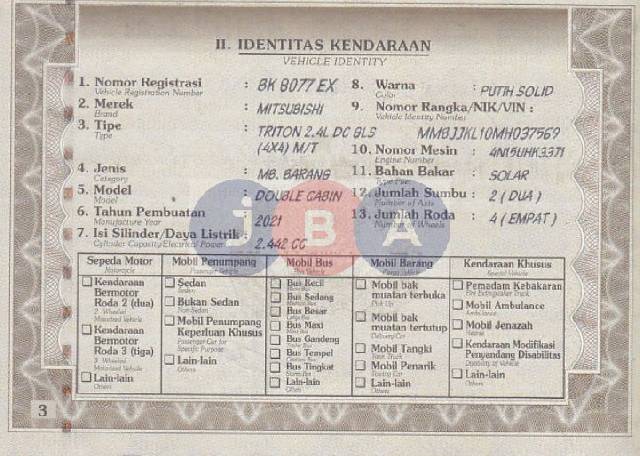 II. IDENTITAS KENDARAAN
VEHICLE IDENTITY
1. Nomor Registrasi : BK 8077 EX
Vehicle Registration Number
2. Merek : MITSUBISHI
Brand
3. Tipe : TRITON 2.4L DC GLS
Type
(4X4) M/T
4. Jenis : MB. BARANG
Category
5. Model : DOUBLE CABIN
Model
6. Tahun Pembuatan : 2021
Manufacture Year
7. Isi Silinder/Daya Listrik : 2.442 CC
Cylinder Capacity/Electrical Power
8. Warna : PUTIH SOLID
Color
9. Nomor Rangka/NIK/VIN :
Vehicle Identity Number
MMBJJKL10MH037569
10. Nomor Mesin : 4N15UHK3371
Engine Number
11. Bahan Bakar : SOLAR
12. Jumlah Sumbu : 2 ( DUA )
Number of Axis
13. Jumlah Roda : 4 ( EMPAT )
Number of Wheels
JBA
Sepeda Motor
Motorcycle
Kendaraan
Bermotor
Roda 2 (dua)
2 Wheeled
Motorized Vehicle
Kendaraan
Bermotor
Roda 3 (tiga)
3 Wheeled
Motorized Vehicle
Lain-lain
Others
Mobil Penumpang
Passenger Vehicle
Sedan
Sedan
Bukan Sedan
Non Sedan
Mobil Penumpang
Keperluan Khusus
Passenger Car for
Specific Purpose
Lain-lain
Others
Mobil Bus
Bus Vehicle
Bus Kecil
Bus Sedang
Bus Besar
Bus Maxi
Bus Gandeng
Bus Tempel
Bus Tingkat
Lain-lain
Others
Mobil Barang
Mobil bak
muatan terbuka
Pick Up
Mobil bak
muatan tertutup
Delivery Car
Mobil Tangki
Mobil Penarik
Towing Car
Lain-lain
Others
Kendaraan Khusus
Special Vehicle
Pemadam Kebakaran
Fire Extinguisher Truck
Mobil Ambulance
Ambulance
Mobil Jenazah
Kendaraan Modifikasi
Penyandang Disabilitas
Disability of Vehicle
Lain-lain
Others
3